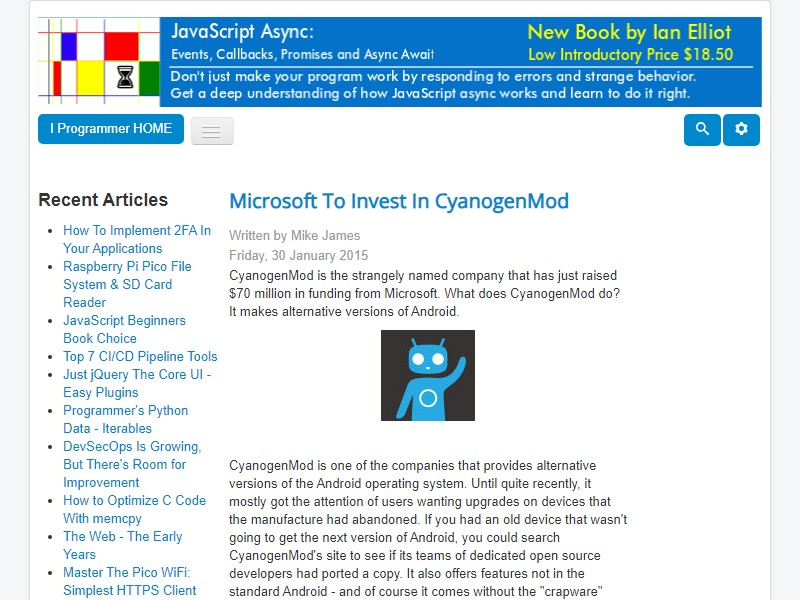 JavaScript Async:
New Book by Ian Elliot
Events, Callbacks, Promises and Async Await
Low Introductory Price $18.50
Don't just make your program work by responding to errors and strange behavior.
Get a deep understanding of how JavaScript async works and learn to do it right.
I Programmer HOME
Recent Articles
How To Implement 2FA In
Your Applications
Raspberry Pi Pico File
System & SD Card
Reader
JavaScript Beginners
Book Choice
Top 7 CI/CD Pipeline Tools
Just jQuery The Core UI -
Easy Plugins
Programmer's Python
Data - Iterables
DevSecOps Is Growing,
But There's Room for
Improvement
How to Optimize C Code
With memcpy
The Web - The Early
Years
Master The Pico WiFi:
Simplest HTTPS Client
Microsoft To Invest In CyanogenMod
Written by Mike James
Friday, 30 January 2015
CyanogenMod is the strangely named company that has just raised
$70 million in funding from Microsoft. What does CyanogenMod do?
It makes alternative versions of Android.
CyanogenMod is one of the companies that provides alternative
versions of the Android operating system. Until quite recently, it
mostly got the attention of users wanting upgrades on devices that
the manufacture had abandoned. If you had an old device that wasn't
going to get the next version of Android, you could search
CyanogenMod's site to see if its teams of dedicated open source
developers had ported a copy. It also offers features not in the
standard Android - and of course it comes without the "crapware"